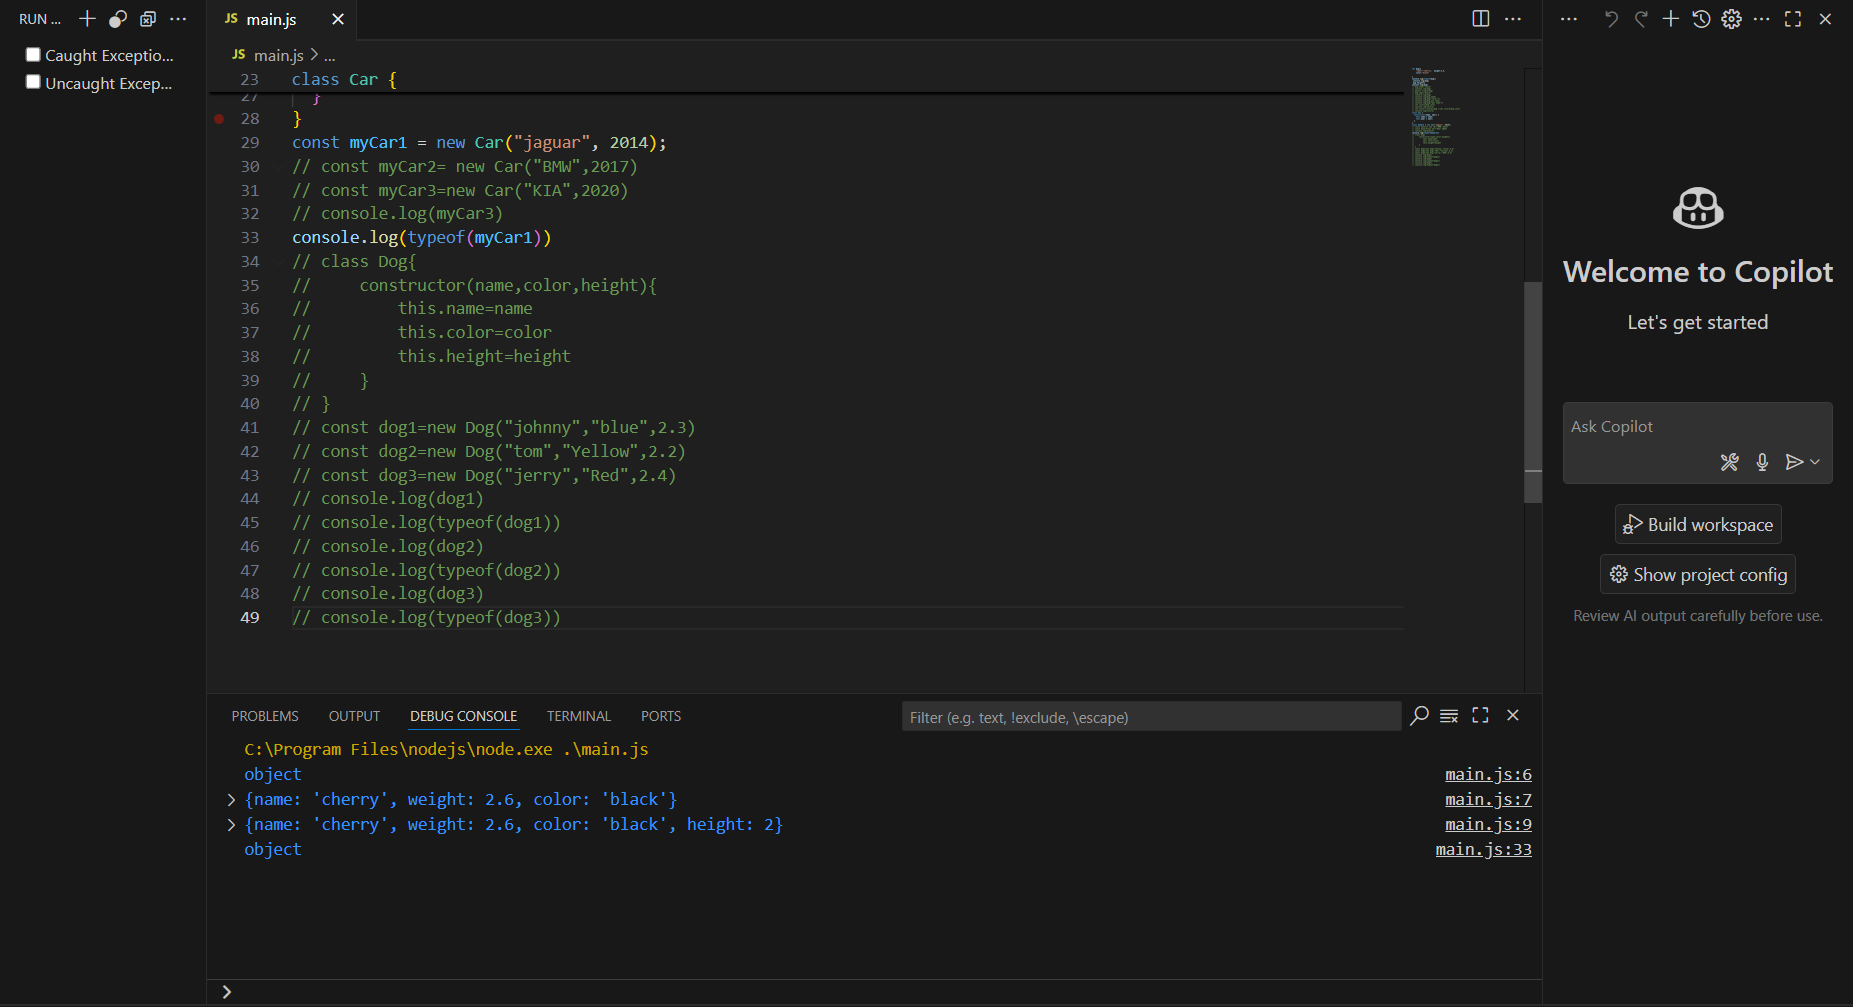 RUN ...
Caught Exceptio...
Uncaught Excep...
JS main.js
JS main.js > ...
23 class Car {
27 }
28 }
29 const myCar1 = new Car("jaguar", 2014);
30 // const myCar2= new Car("BMW",2017)
31 // const myCar3=new Car("KIA",2020)
32 // console.log(myCar3)
33 console.log(typeof(myCar1))
34 // class Dog{
35 //     constructor(name,color,height){
36 //         this.name=name
37 //         this.color=color
38 //         this.height=height
39 //     }
40 // }
41 // const dog1=new Dog("johnny","blue",2.3)
42 // const dog2=new Dog("tom","Yellow",2.2)
43 // const dog3=new Dog("jerry","Red",2.4)
44 // console.log(dog1)
45 // console.log(typeof(dog1))
46 // console.log(dog2)
47 // console.log(typeof(dog2))
48 // console.log(dog3)
49 // console.log(typeof(dog3))
PROBLEMS OUTPUT DEBUG CONSOLE TERMINAL PORTS
Filter (e.g. text, !exclude, \escape)
C:\Program Files\nodejs\node.exe .\main.js
object main.js:6
{name: 'cherry', weight: 2.6, color: 'black'} main.js:7
{name: 'cherry', weight: 2.6, color: 'black', height: 2} main.js:9
object main.js:33
Welcome to Copilot
Let's get started
Ask Copilot
Build workspace
Show project config
Review AI output carefully before use.